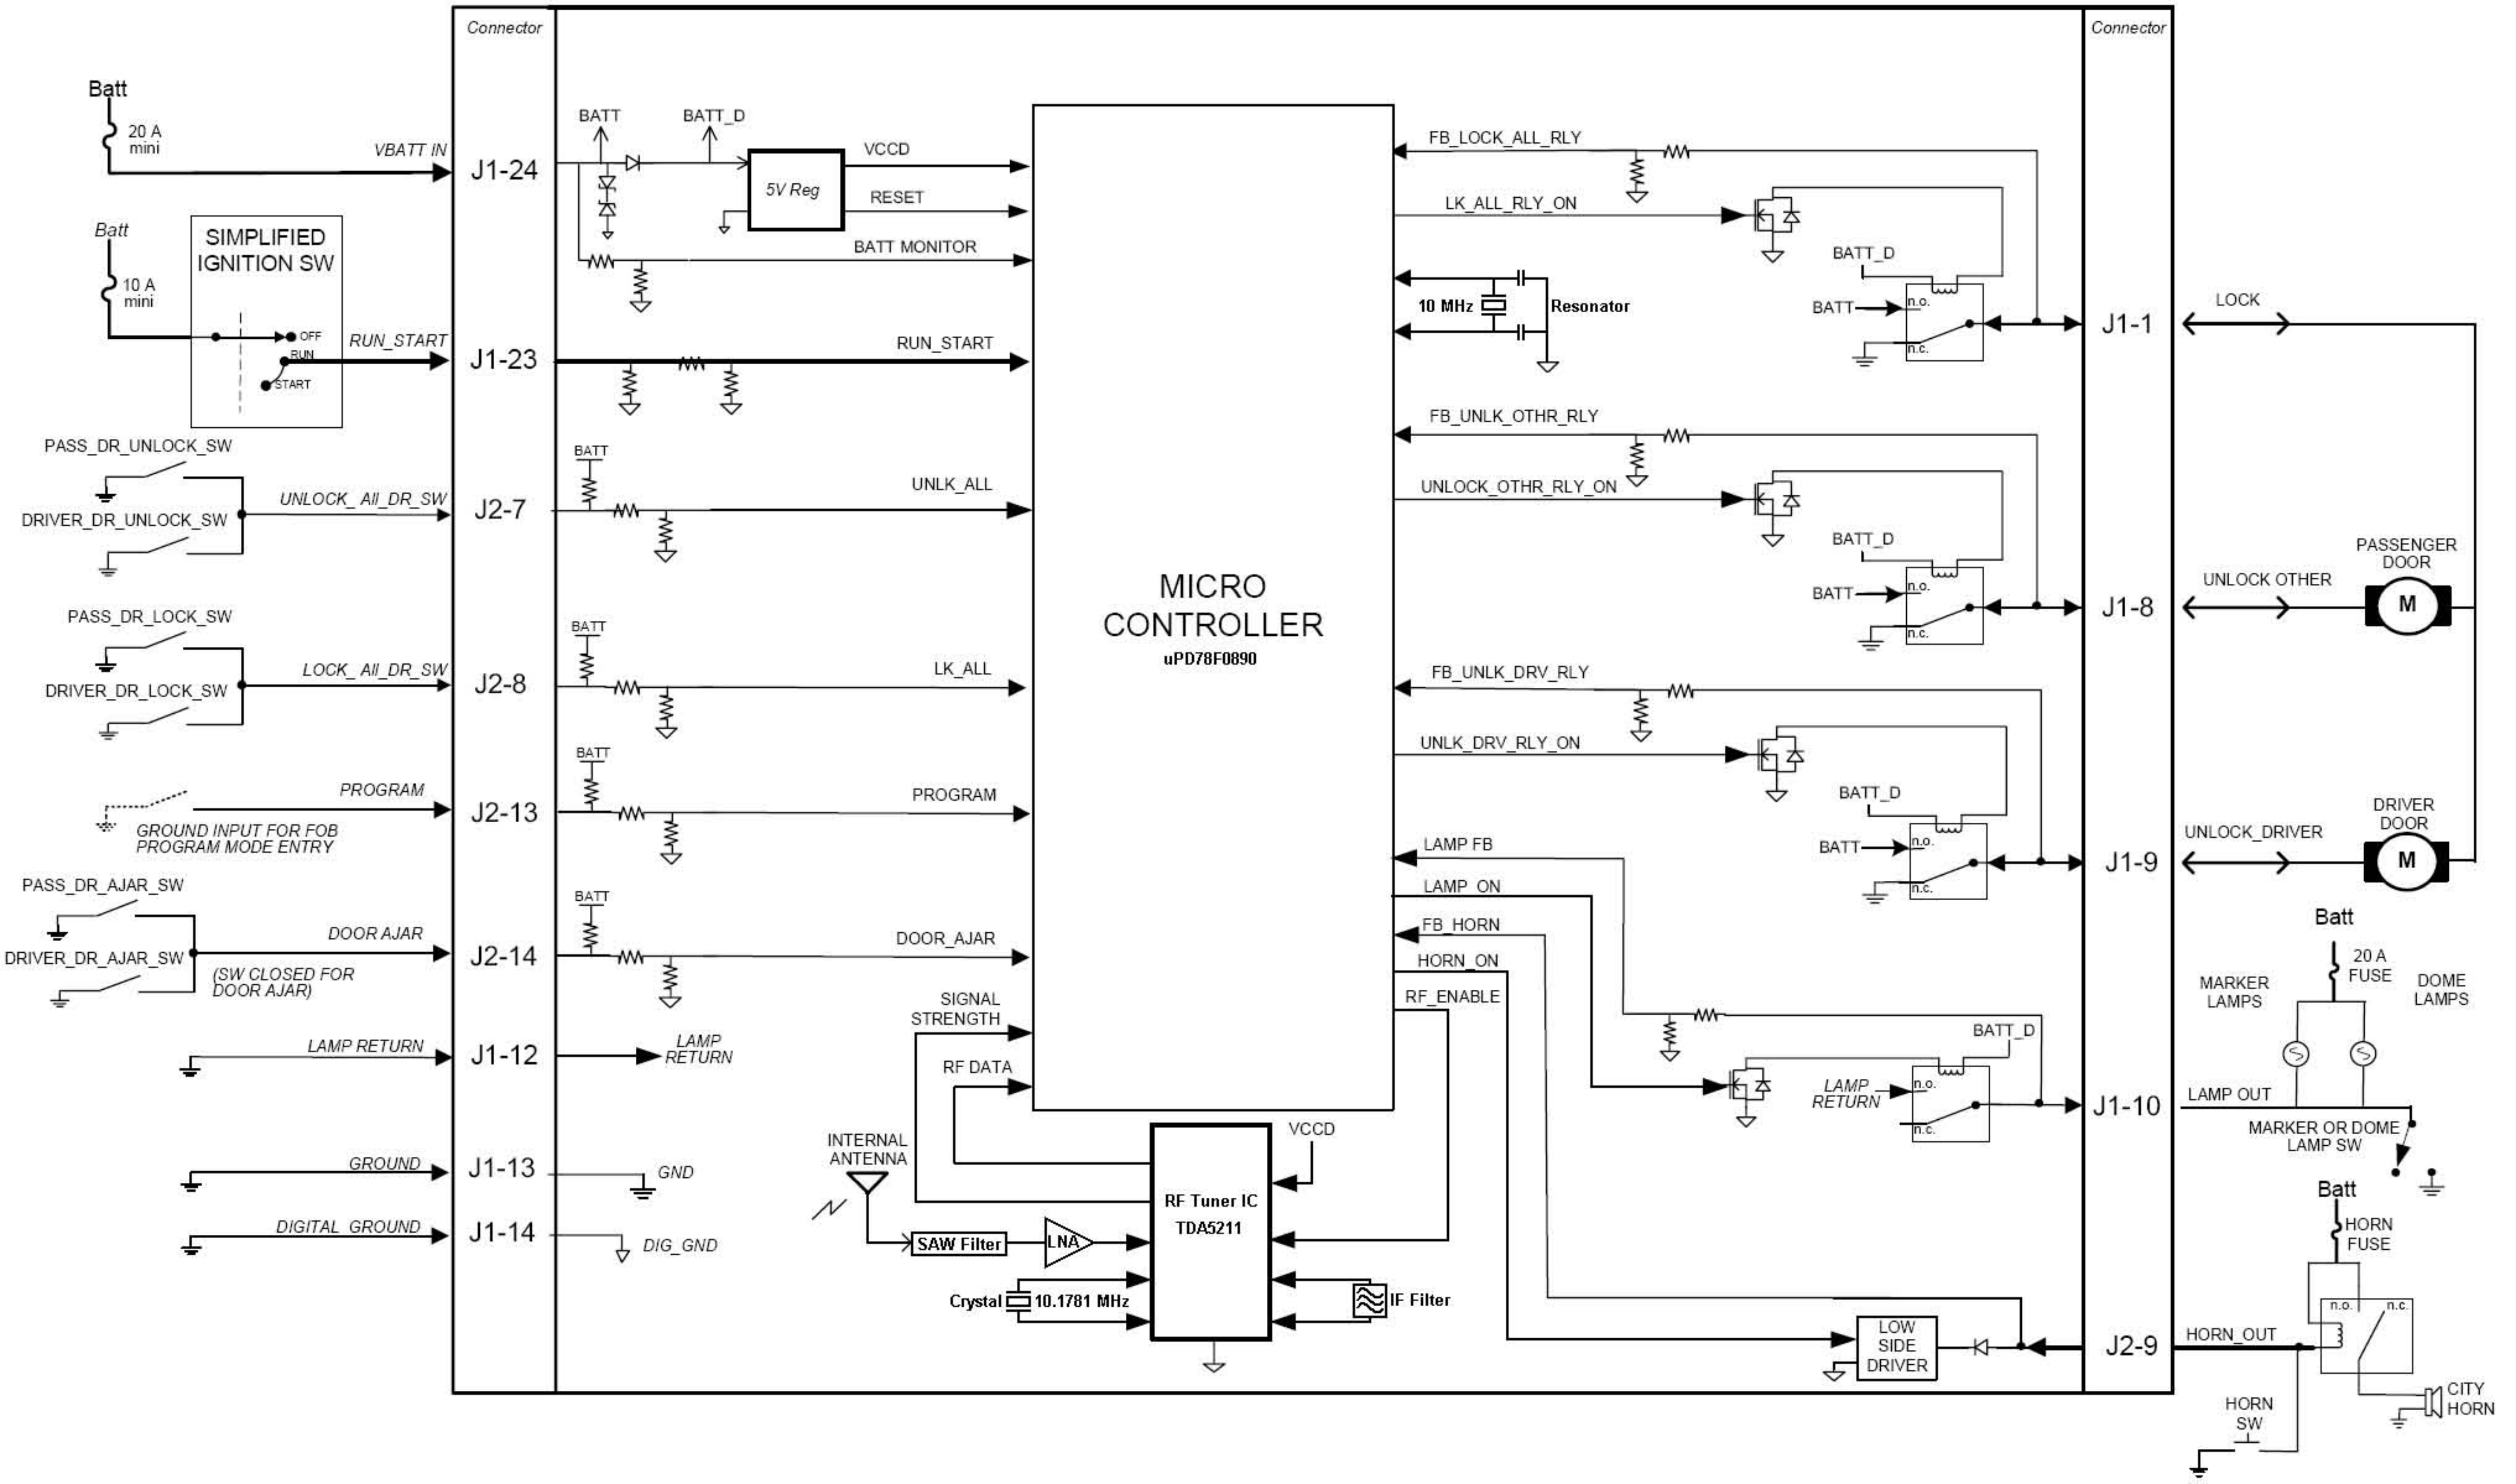 Connector
Connector
Batt
20 A
mini
VBATT IN
J1-24
BATT
BATT_D
5V Reg
VCCD
RESET
BATT MONITOR
Batt
10 A
mini
SIMPLIFIED
IGNITION SW
OFF
RUN
START
RUN_START
J1-23
RUN_START
PASS_DR_UNLOCK_SW
UNLOCK_All_DR_SW
DRIVER_DR_UNLOCK_SW
J2-7
BATT
UNLK_ALL
PASS_DR_LOCK_SW
LOCK_All_DR_SW
DRIVER_DR_LOCK_SW
J2-8
BATT
LK_ALL
PROGRAM
GROUND INPUT FOR FOB
PROGRAM MODE ENTRY
J2-13
BATT
PROGRAM
PASS_DR_AJAR_SW
DOOR AJAR
DRIVER_DR_AJAR_SW
(SW CLOSED FOR
DOOR AJAR)
J2-14
BATT
DOOR_AJAR
LAMP RETURN
J1-12
LAMP
RETURN
GROUND
J1-13
GND
DIGITAL GROUND
J1-14
DIG_GND
SIGNAL
STRENGTH
RF DATA
MICRO
CONTROLLER
uPD78F0890
INTERNAL
ANTENNA
SAW Filter
LNA
Crystal
10.1781 MHz
RF Tuner IC
TDA5211
VCCD
IF Filter
FB_LOCK_ALL_RLY
LK_ALL_RLY_ON
10 MHz
Resonator
BATT_D
BATT
n.o.
n.c.
J1-1
LOCK
FB_UNLK_OTHR_RLY
UNLOCK_OTHR_RLY_ON
BATT_D
BATT
n.o.
n.c.
J1-8
UNLOCK OTHER
PASSENGER
DOOR
M
FB_UNLK_DRV_RLY
UNLK_DRV_RLY_ON
BATT_D
BATT
n.o.
n.c.
J1-9
UNLOCK_DRIVER
DRIVER
DOOR
M
LAMP FB
LAMP_ON
FB_HORN
HORN_ON
RF_ENABLE
BATT_D
LAMP
RETURN
n.o.
n.c.
J1-10
LAMP OUT
Batt
20 A
FUSE
MARKER
LAMPS
DOME
LAMPS
MARKER OR DOME
LAMP SW
Batt
HORN
FUSE
n.o.
n.c.
LOW
SIDE
DRIVER
J2-9
HORN_OUT
CITY
HORN
HORN
SW